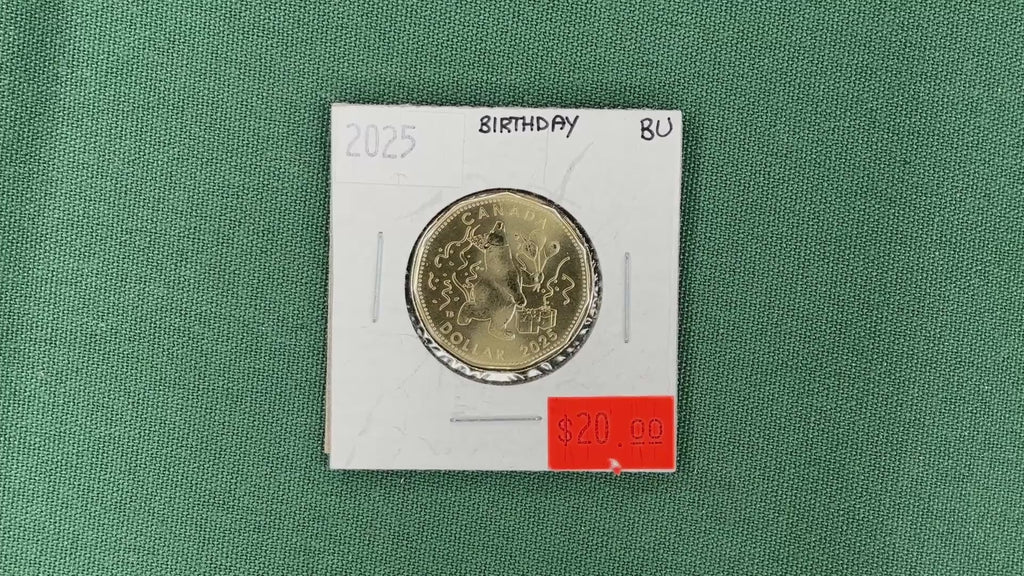 2025
BIRTHDAY
BU
CANADA
DOLLAR 2025
$20.00